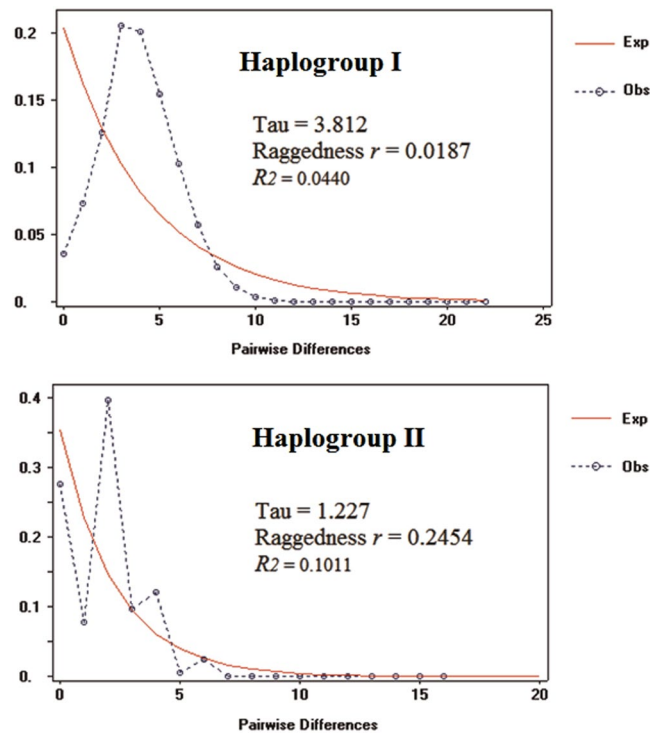 0.2
0.15
0.1
0.05
0.
0 5 10 15 20 25
Pairwise Differences
Haplogroup I
Tau = 3.812
Raggedness r = 0.0187
R2 = 0.0440
Exp
Obs
0.4
0.3
0.2
0.1
0.
0 5 10 15 20
Pairwise Differences
Haplogroup II
Tau = 1.227
Raggedness r = 0.2454
R2 = 0.1011
Exp
Obs